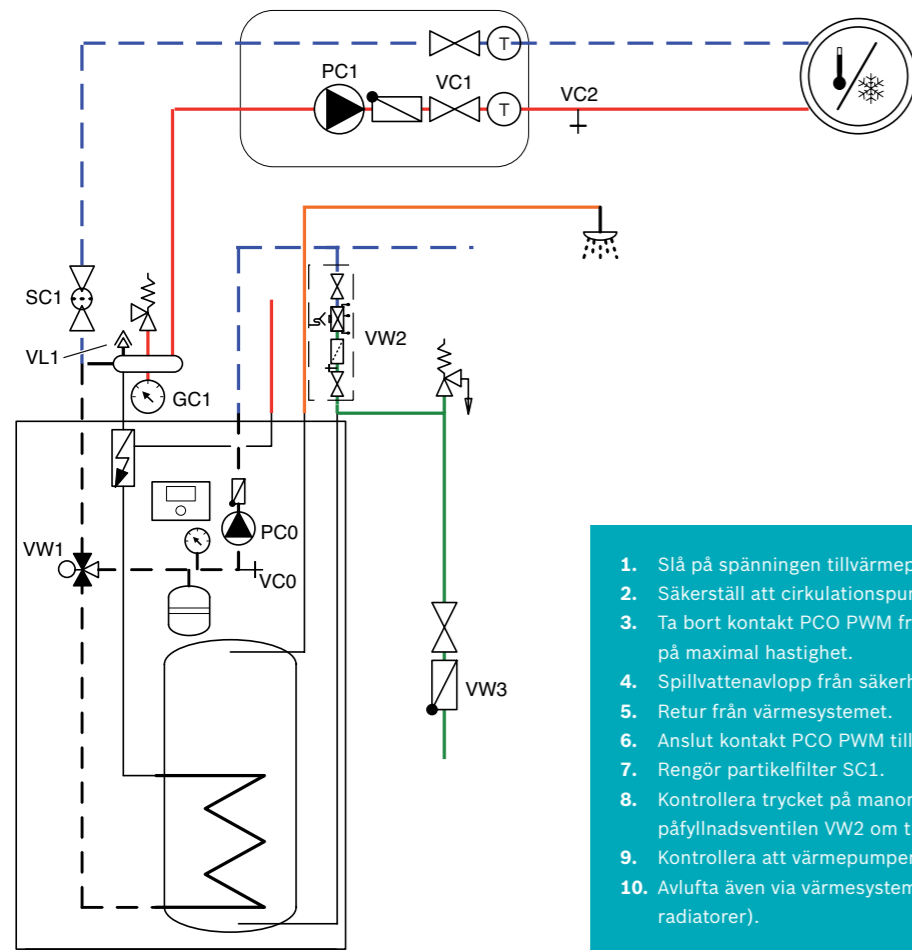 PC1
VC1
T
T
VC2
SC1
VL1
GC1
VW2
PC0
VW1
VC0
VW3
1. Slå på spänningen tillvärmep
2. Säkerställ att cirkulationspu
3. Ta bort kontakt PCO PWM fr
på maximal hastighet.
4. Spillvattenavlopp från säkerh
5. Retur från värmesystemet.
6. Anslut kontakt PCO PWM till
7. Rengör partikelfilter SC1.
8. Kontrollera trycket på mano
påfyllnadsventilen VW2 om t
9. Kontrollera att värmepumpe
10. Avlufta även via värmesystem
radiatorer).